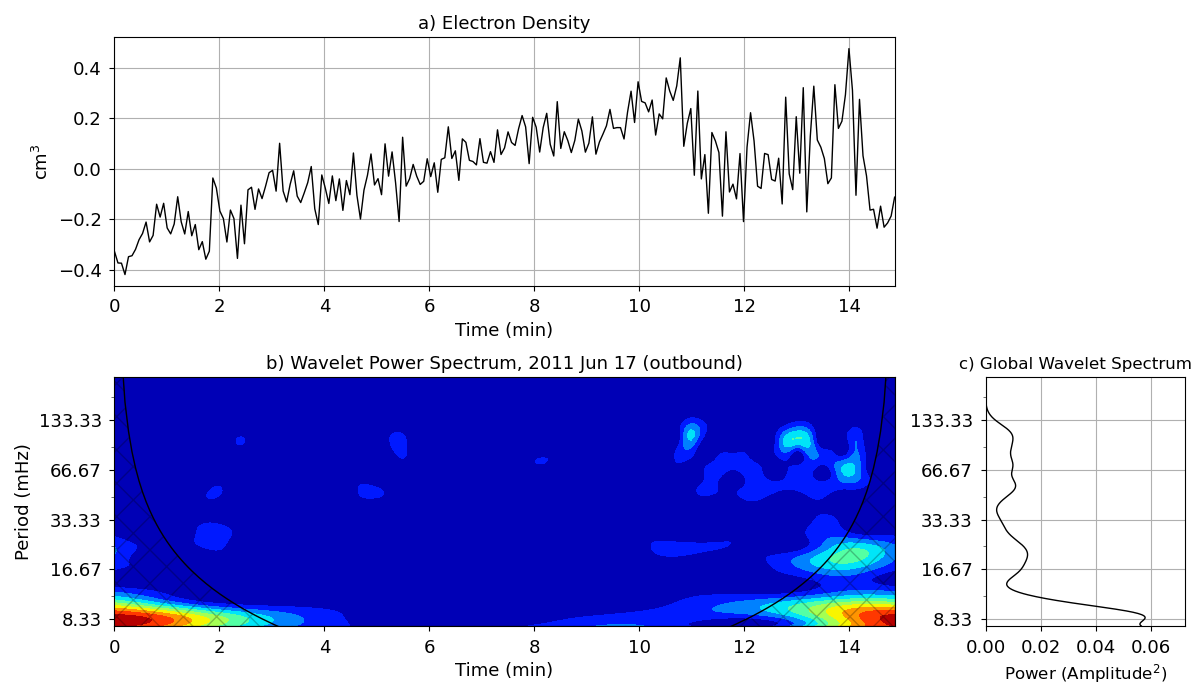 a) Electron Density
cm³
0.4
0.2
0.0
−0.2
−0.4
0 2 4 6 8 10 12 14
Time (min)
b) Wavelet Power Spectrum, 2011 Jun 17 (outbound)
Period (mHz)
133.33
66.67
33.33
16.67
8.33
0 2 4 6 8 10 12 14
Time (min)
c) Global Wavelet Spectrum
133.33
66.67
33.33
16.67
8.33
0.00 0.02 0.04 0.06
Power (Amplitude²)